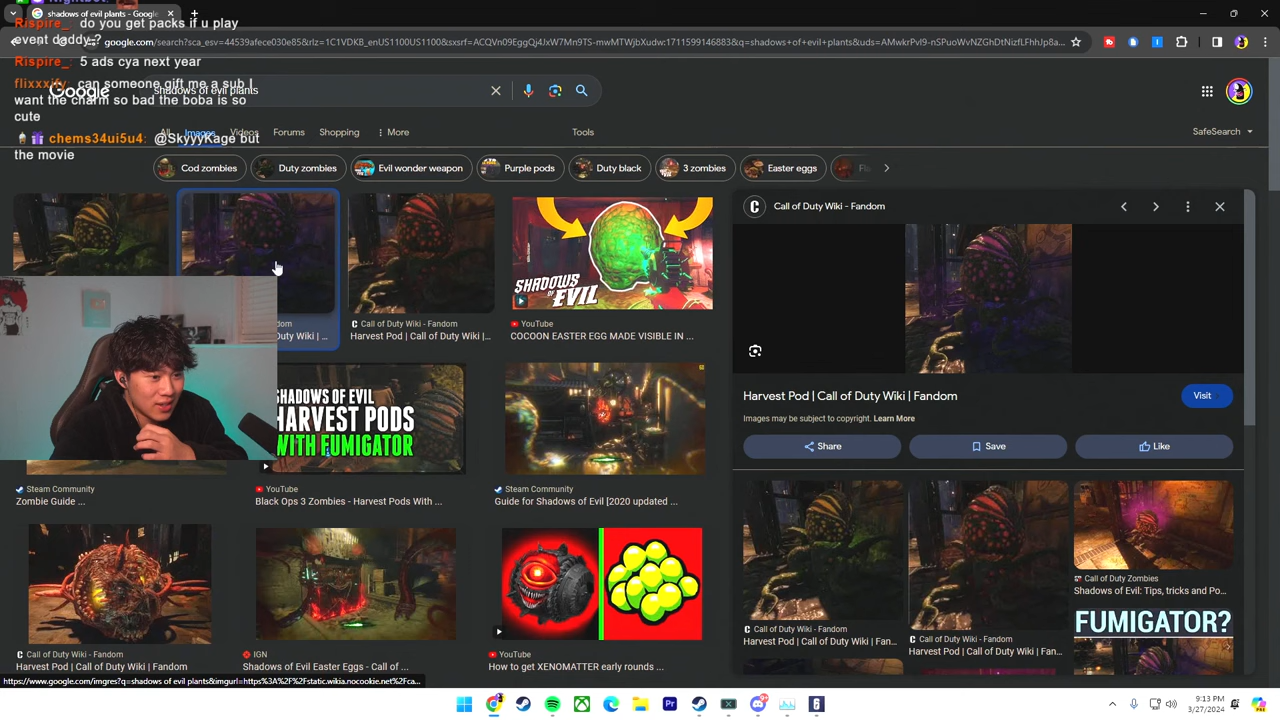 shadows of evil plants - Google
Rispire_: do you get packs if u play
event daddy ?
google.com/search?sca_esv=44539afece030e85&rlz=1C1VDKB_enUS1100US1100&sxsrf=
Rispire_: 5 ads cya next year
flixxxify: can someone gift me a sub I
want the charm so bad the boba is so
cute
Google
shadows of evil plants
chems34ui5u4: @SkyyyKage but
the movie
All Images Videos Forums Shopping More Tools
SafeSearch
Cod zombies Duty zombies Evil wonder weapon Purple pods Duty black 3 zombies Easter eggs
Call of Duty Wiki - Fandom
SHADOWS
OF EVIL
Call of Duty Wiki - Fandom
Harvest Pod | Call of Duty Wiki |...
Duty Wiki | ...
YouTube
COCOON EASTER EGG MADE VISIBLE IN ...
SHADOWS OF EVIL
HARVEST PODS
WITH FUMIGATOR
Harvest Pod | Call of Duty Wiki | Fandom
Visit
Images may be subject to copyright. Learn More
Share Save Like
Steam Community
Zombie Guide ...
YouTube
Black Ops 3 Zombies - Harvest Pods With ...
Steam Community
Guide for Shadows of Evil [2020 updated ...
Call of Duty Zombies
Shadows of Evil: Tips, tricks and Po...
FUMIGATOR?
Call of Duty Wiki - Fandom
Harvest Pod | Call of Duty Wiki | Fan...
Call of Duty Wiki - Fandom
Harvest Pod | Call of Duty Wiki | Fa...
Call of Duty Wiki - Fandom
Harvest Pod | Call of Duty Wiki | Fandom
IGN
Shadows of Evil Easter Eggs - Call of ...
YouTube
How to get XENOMATTER early rounds ...
https://www.google.com/imgres?q=shadows of evil plants&imgurl=https%3A%2F%2Fstatic.wikia.nocookie.net%2Fca...
Pr
9:13 PM
3/27/2024